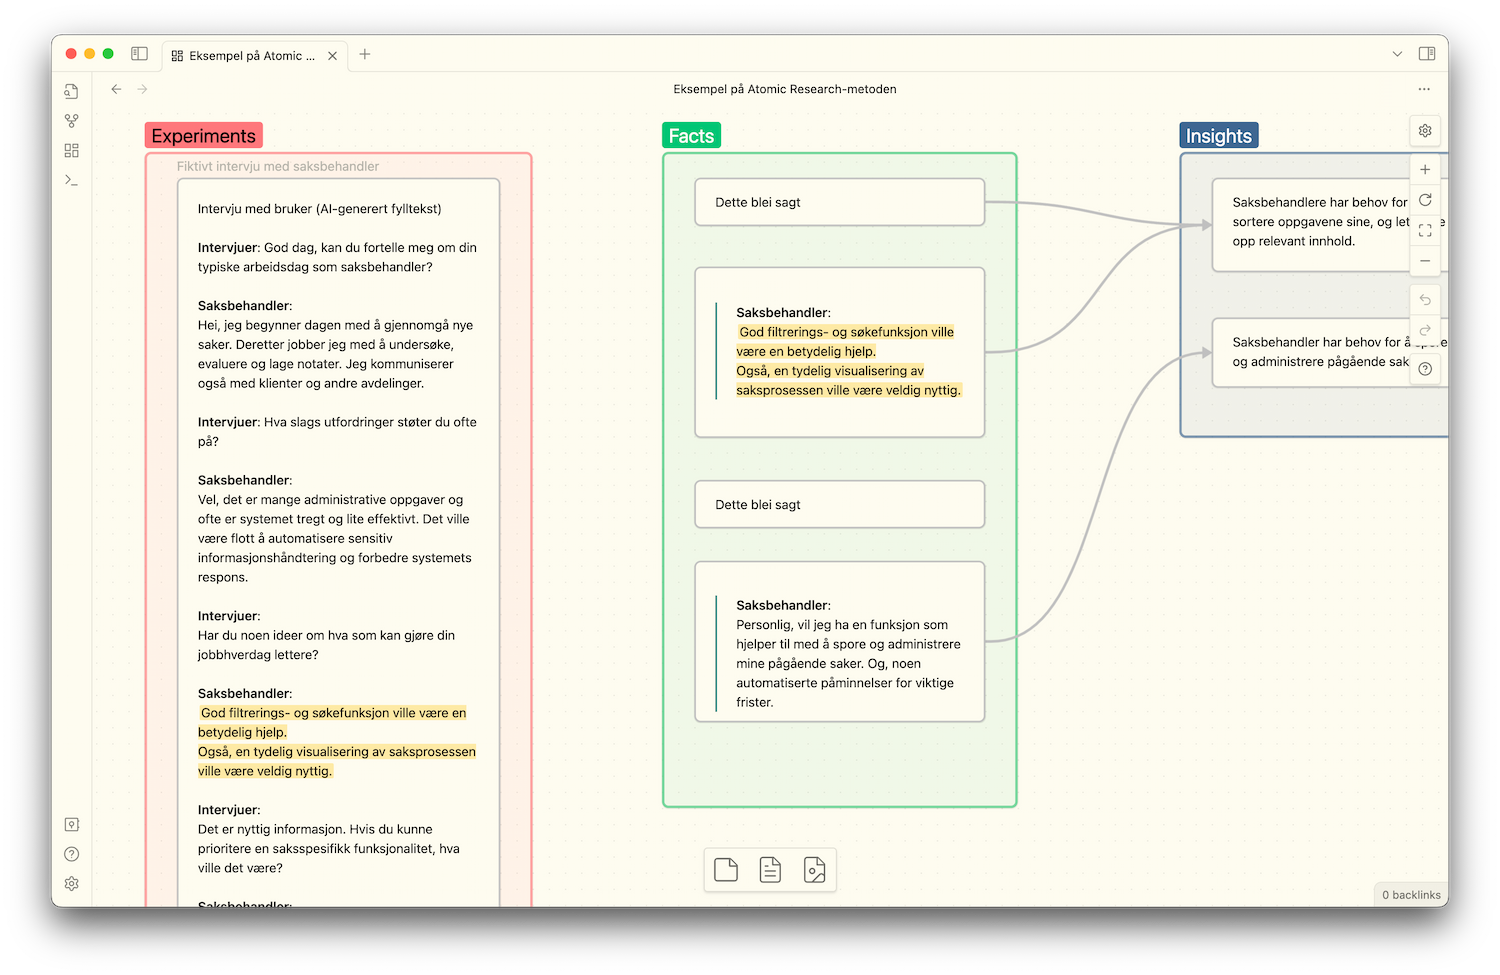 Eksempel på Atomic ...
Eksempel på Atomic Research-metoden
Experiments
Fiktivt intervju med saksbehandler
Intervju med bruker (AI-generert fylltekst)
Intervjuer: God dag, kan du fortelle meg om din
typiske arbeidsdag som saksbehandler?
Saksbehandler:
Hei, jeg begynner dagen med å gjennomgå nye
saker. Deretter jobber jeg med å undersøke,
evaluere og lage notater. Jeg kommuniserer
også med klienter og andre avdelinger.
Intervjuer: Hva slags utfordringer støter du ofte
på?
Saksbehandler:
Vel, det er mange administrative oppgaver og
ofte er systemet tregt og lite effektivt. Det ville
være flott å automatisere sensitiv
informasjonshåndtering og forbedre systemets
respons.
Intervjuer:
Har du noen ideer om hva som kan gjøre din
jobbhverdag lettere?
Saksbehandler:
God filtrerings- og søkefunksjon ville være en
betydelig hjelp.
Også, en tydelig visualisering av saksprosessen
ville være veldig nyttig.
Intervjuer:
Det er nyttig informasjon. Hvis du kunne
prioritere en saksspesifikk funksjonalitet, hva
ville det være?
Saksbehandler:
Facts
Dette blei sagt
Saksbehandler:
God filtrerings- og søkefunksjon ville
være en betydelig hjelp.
Også, en tydelig visualisering av
saksprosessen ville være veldig nyttig.
Dette blei sagt
Saksbehandler:
Personlig, vil jeg ha en funksjon som
hjelper til med å spore og administrere
mine pågående saker. Og, noen
automatiserte påminnelser for viktige
frister.
Insights
Saksbehandlere har behov for
sortere oppgavene sine, og
opp relevant innhold.
Saksbehandler har behov for å spore
og administrere pågående
0 backlinks